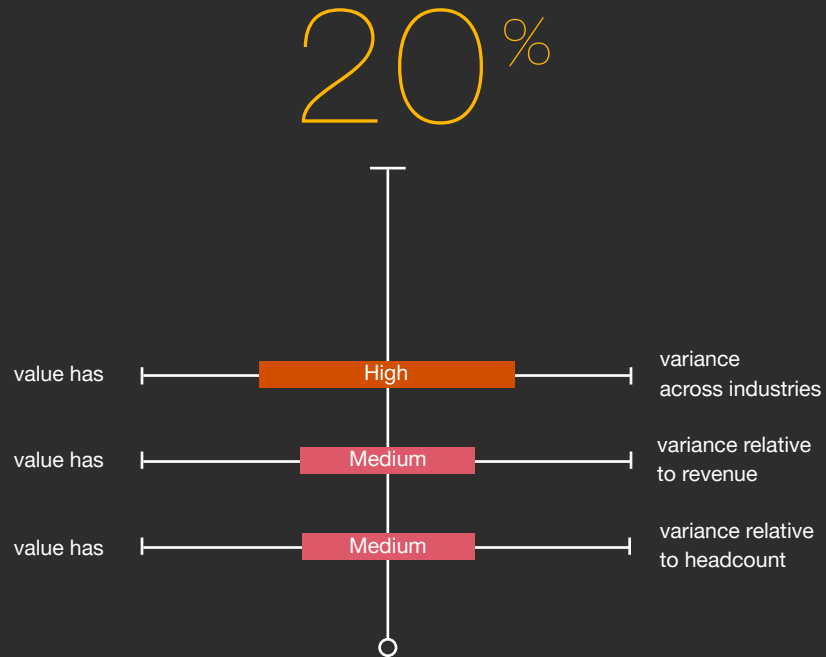 20%
value has High variance
across industries
value has Medium variance relative
to revenue
value has Medium variance relative
to headcount